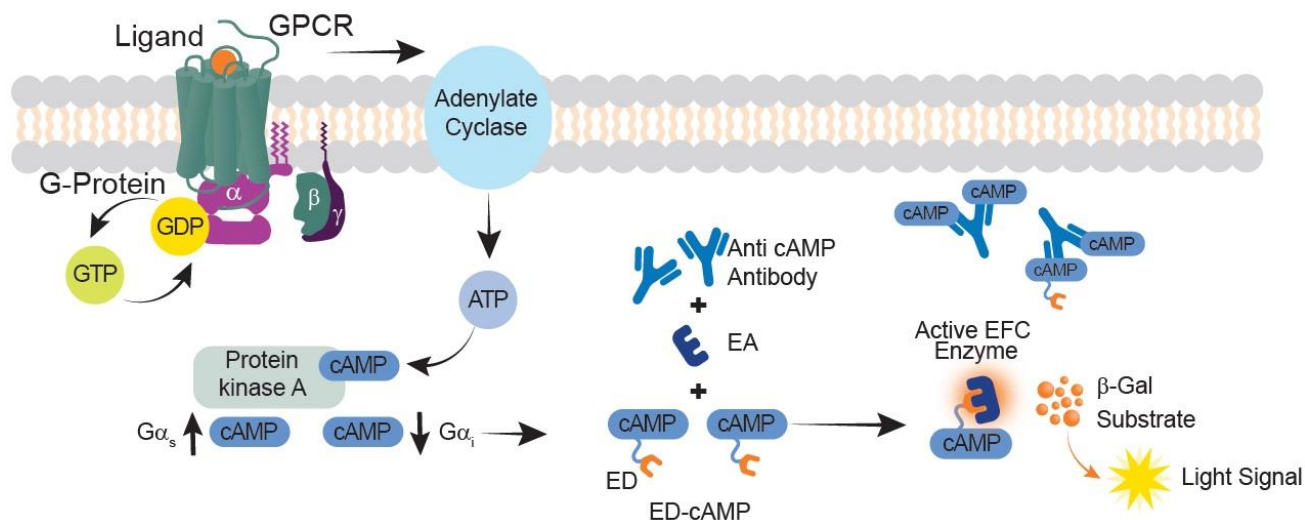 Ligand
GPCR
Adenylate
Cyclase
G-Protein
α
β
γ
GDP
GTP
ATP
Protein
kinase A
cAMP
Gαs
cAMP
cAMP
Gαi
Anti cAMP
Antibody
+
EA
+
cAMP
cAMP
ED
ED-cAMP
cAMP
cAMP
cAMP
cAMP
Active EFC
Enzyme
cAMP
β-Gal
Substrate
Light Signal